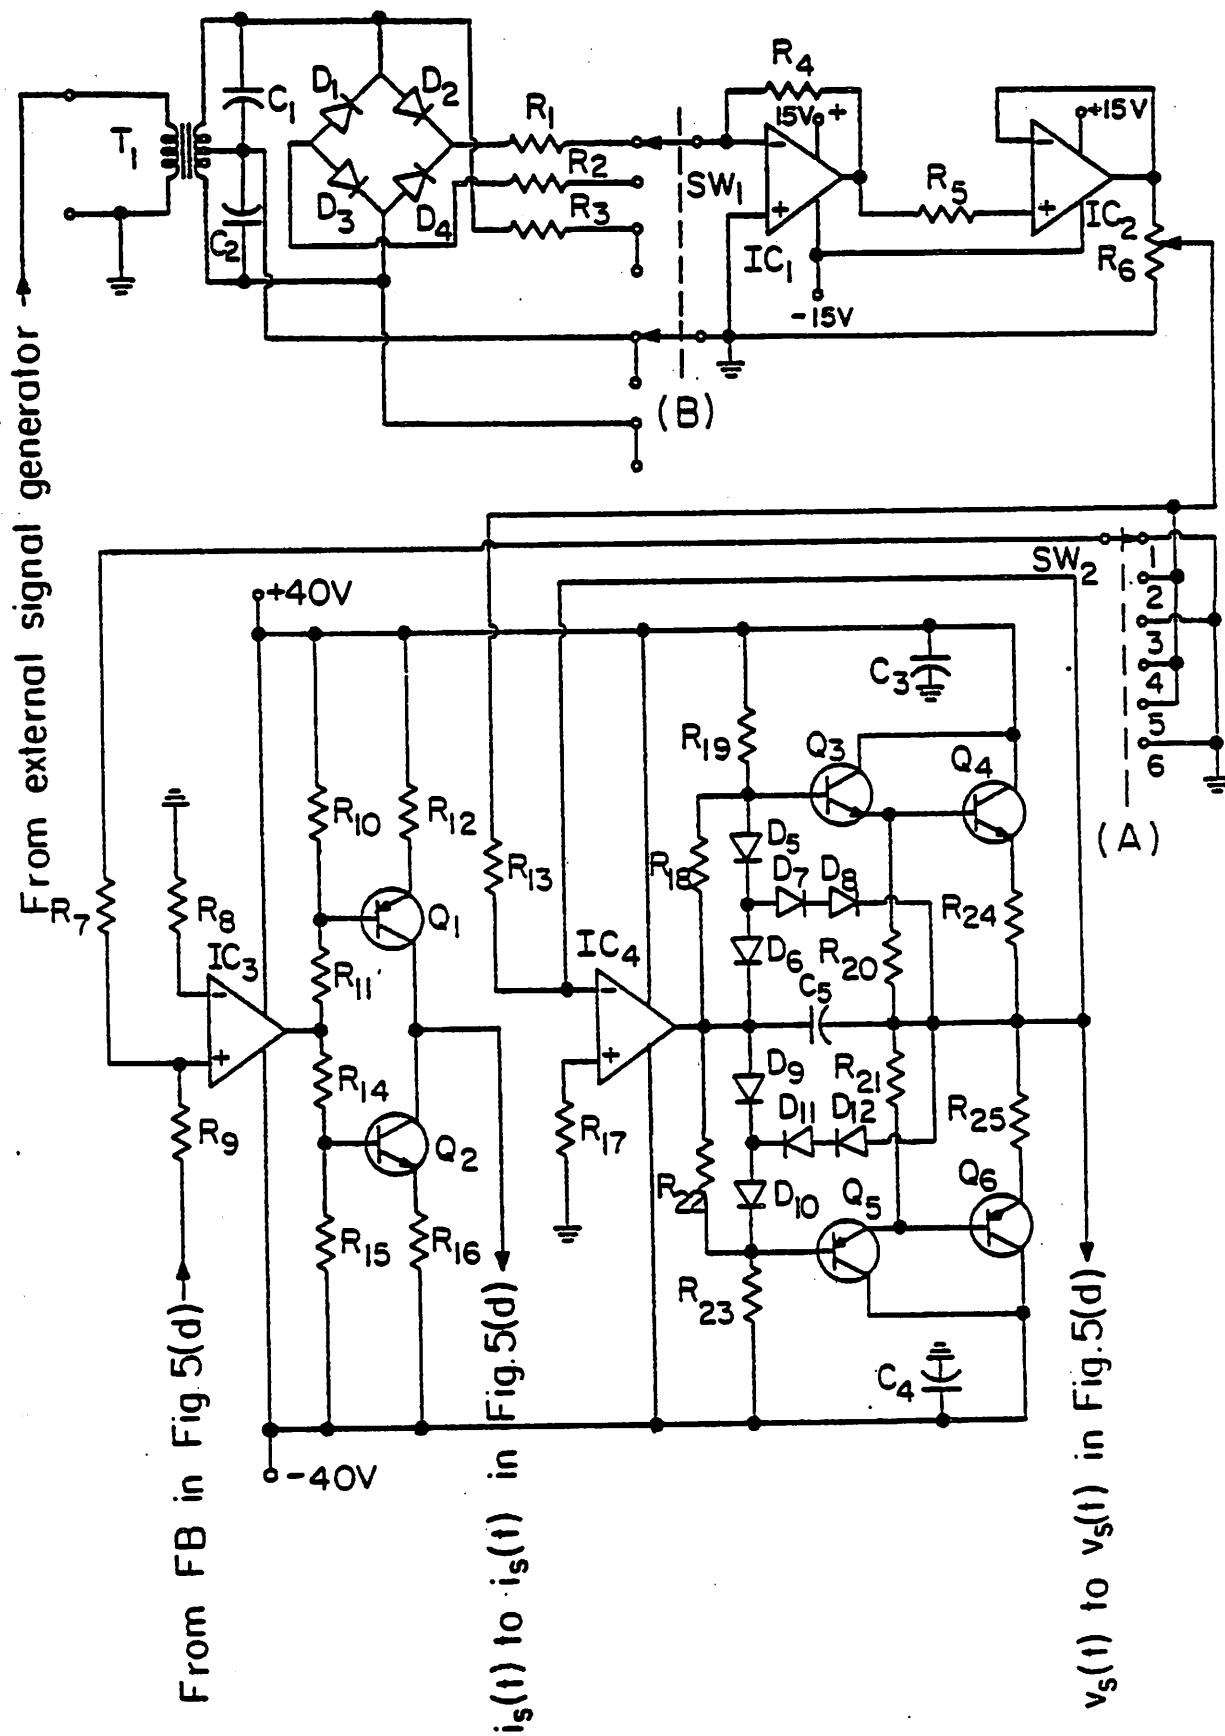 From external signal generator
T1
C1
C2
D1
D2
D3
D4
R1
R2
R3
SW1
(B)
R4
15V
+
-
+
IC1
-15V
R5
+15V
-
+
IC2
R6
SW2
1
2
3
4
5
6
(A)
+40V
R7
R8
IC3
-
+
R9
R10
R11
R12
Q1
R14
Q2
R15
R16
-40V
R13
IC4
-
+
R17
C3
R19
Q3
Q4
R18
D5
D7
D8
D6
R20
R24
C5
D9
R21
D11
D12
R25
R22
D10
Q5
Q6
R23
C4
From FB in Fig.5(d)
is(t) to is(t) in Fig.5(d)
vs(t) to vs(t) in Fig.5(d)